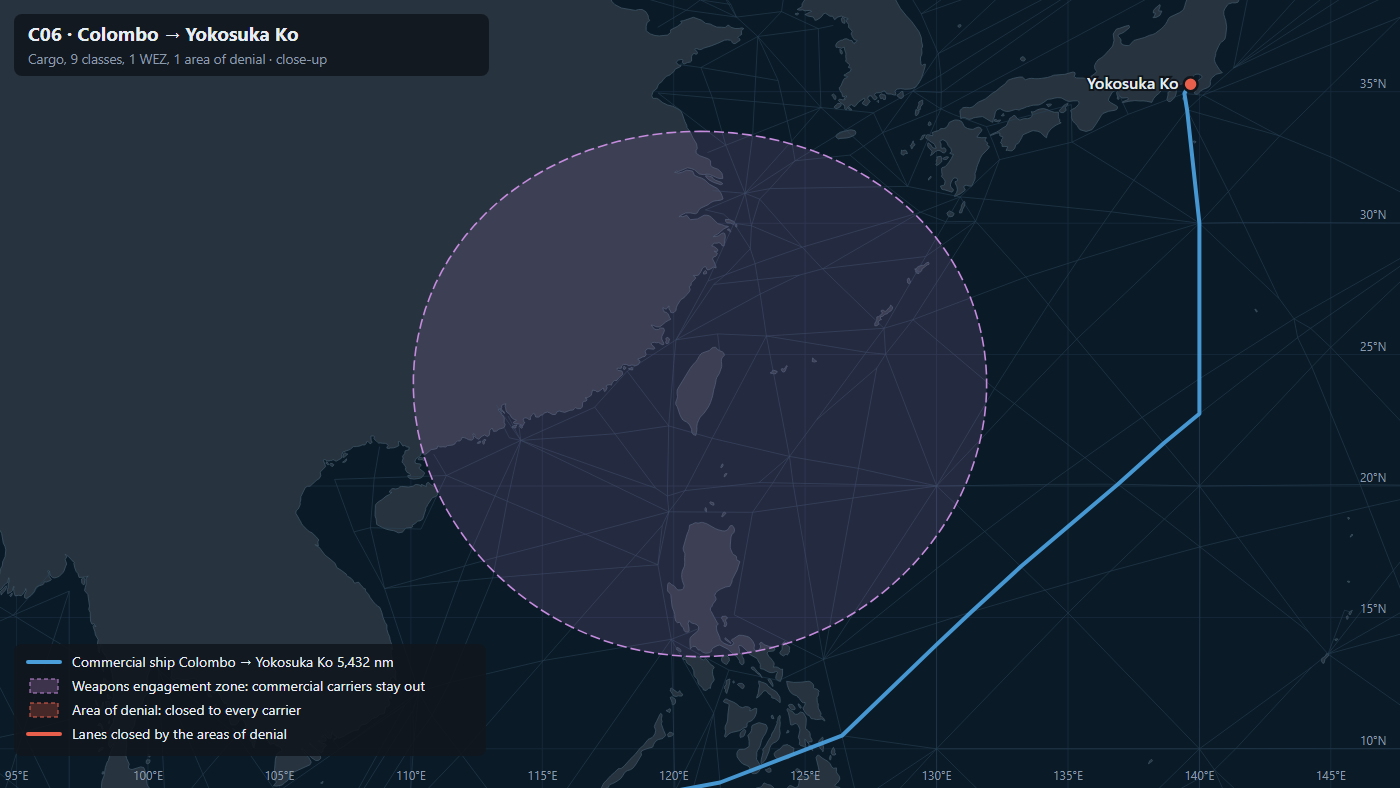 C06 · Colombo → Yokosuka Ko
Cargo, 9 classes, 1 WEZ, 1 area of denial · close-up
Yokosuka Ko
35°N
30°N
25°N
20°N
15°N
10°N
Commercial ship Colombo → Yokosuka Ko 5,432 nm
Weapons engagement zone: commercial carriers stay out
Area of denial: closed to every carrier
Lanes closed by the areas of denial
95°E 100°E 105°E 110°E 115°E 120°E 125°E 130°E 135°E 140°E 145°E